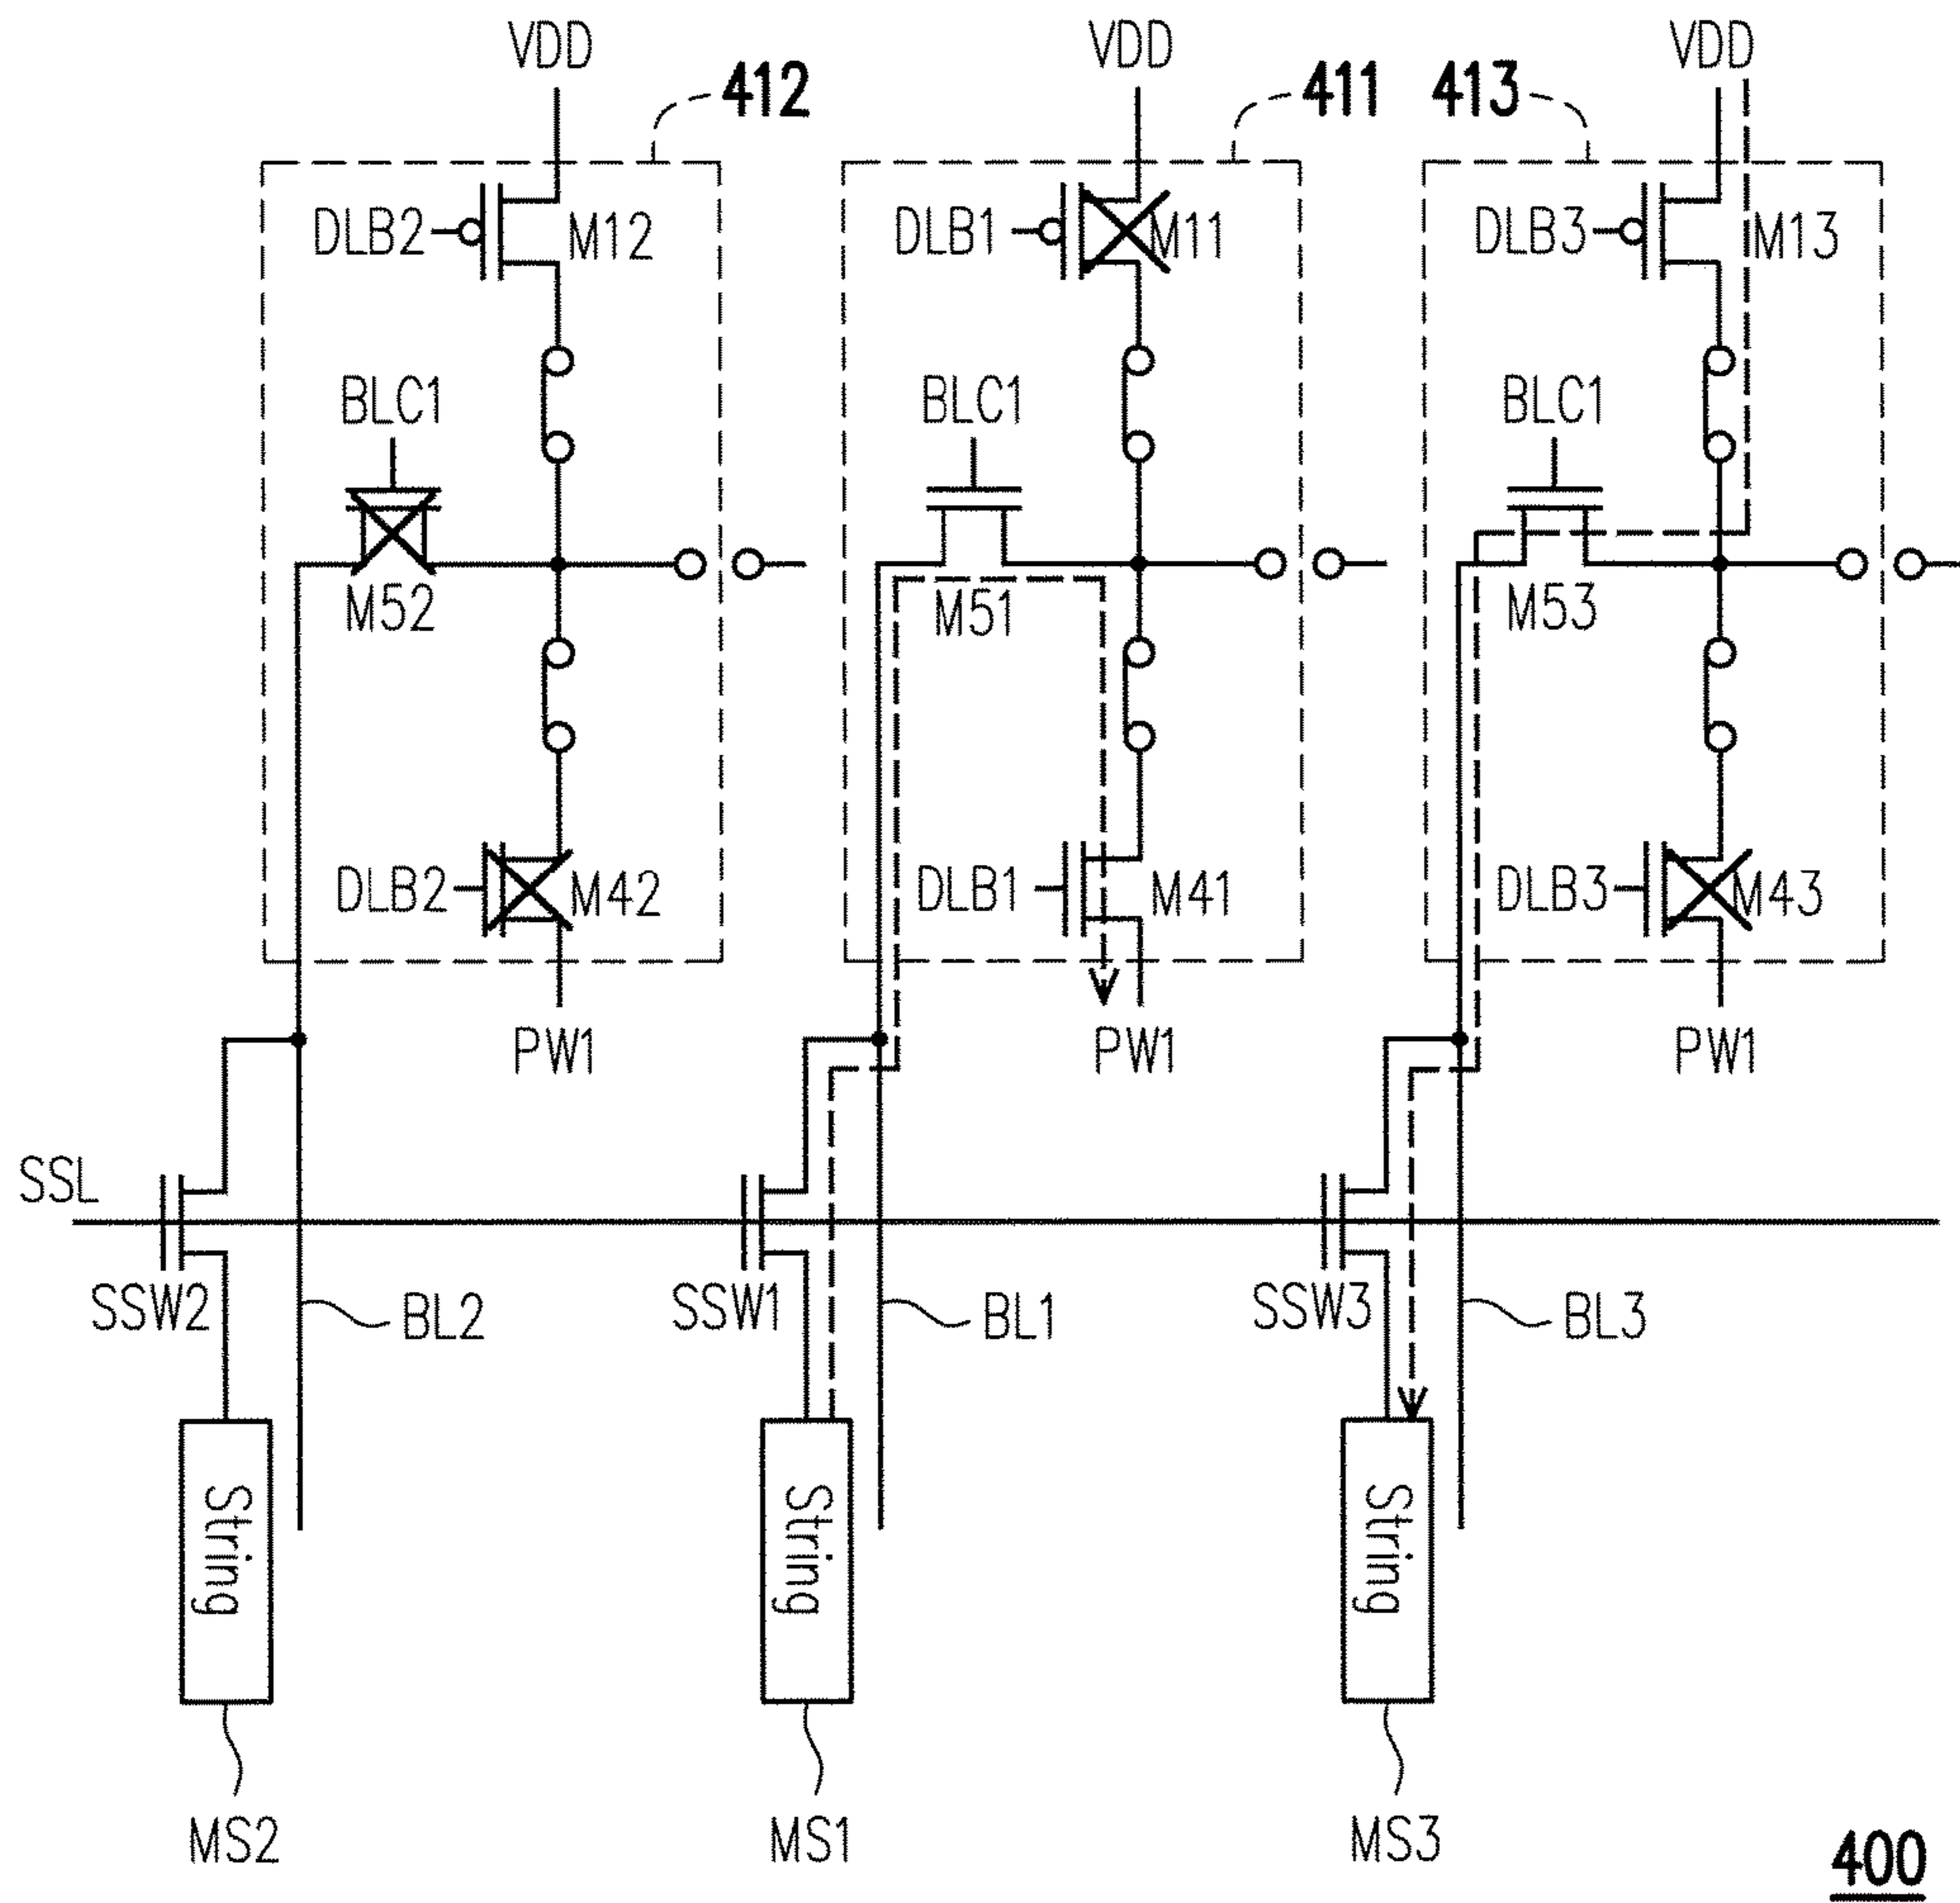 VDD VDD VDD
412 411 413
DLB2 M12 DLB1 M11 DLB3 M13
BLC1 BLC1 BLC1
M52 M51 M53
DLB2 M42 DLB1 M41 DLB3 M43
PW1 PW1 PW1
SSL
SSW2 BL2 SSW1 BL1 SSW3 BL3
String String String
MS2 MS1 MS3
400